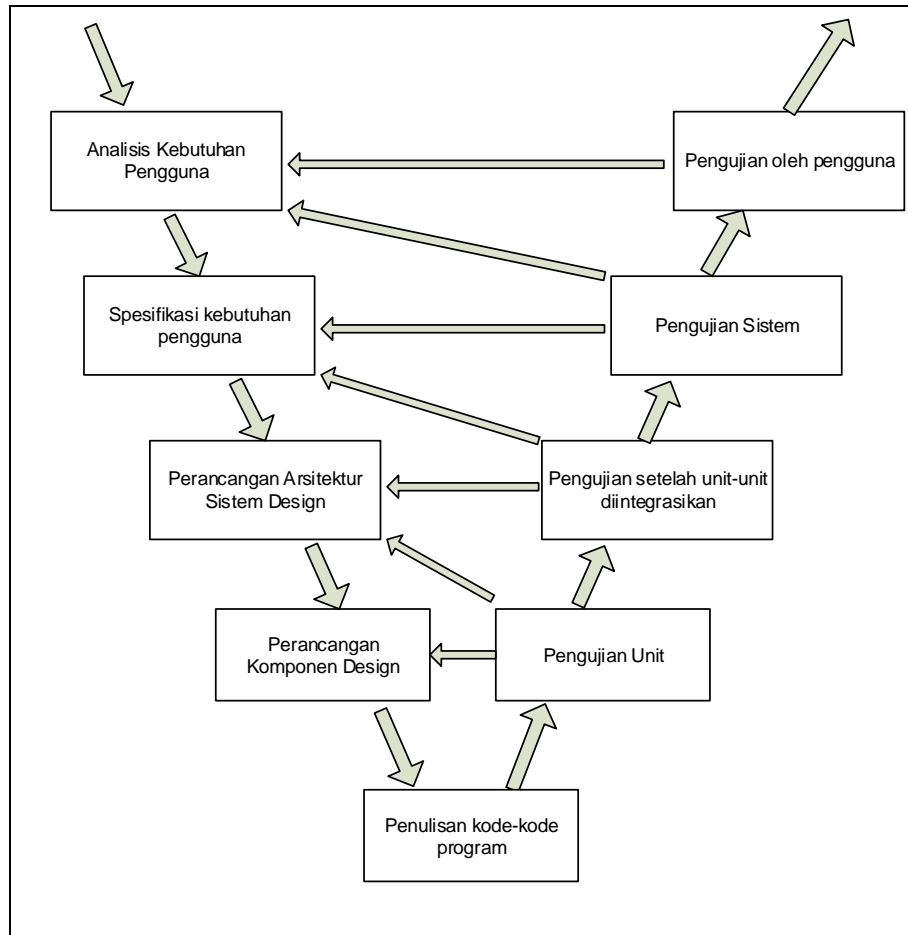 Analisis Kebutuhan
Pengguna
Pengujian oleh pengguna
Spesifikasi kebutuhan
pengguna
Pengujian Sistem
Perancangan Arsitektur
Sistem Design
Pengujian setelah unit-unit
diintegrasikan
Perancangan
Komponen Design
Pengujian Unit
Penulisan kode-kode
program